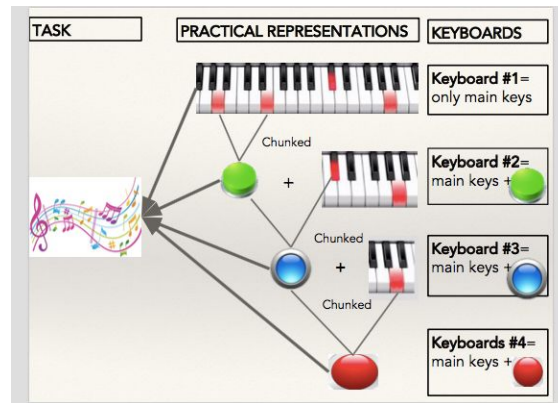 TASK
PRACTICAL REPRESENTATIONS
KEYBOARDS
Keyboard #1=
only main keys
Chunked
+
Keyboard #2=
main keys +
Chunked
+
Keyboard #3=
main keys +
Chunked
Keyboards #4=
main keys +